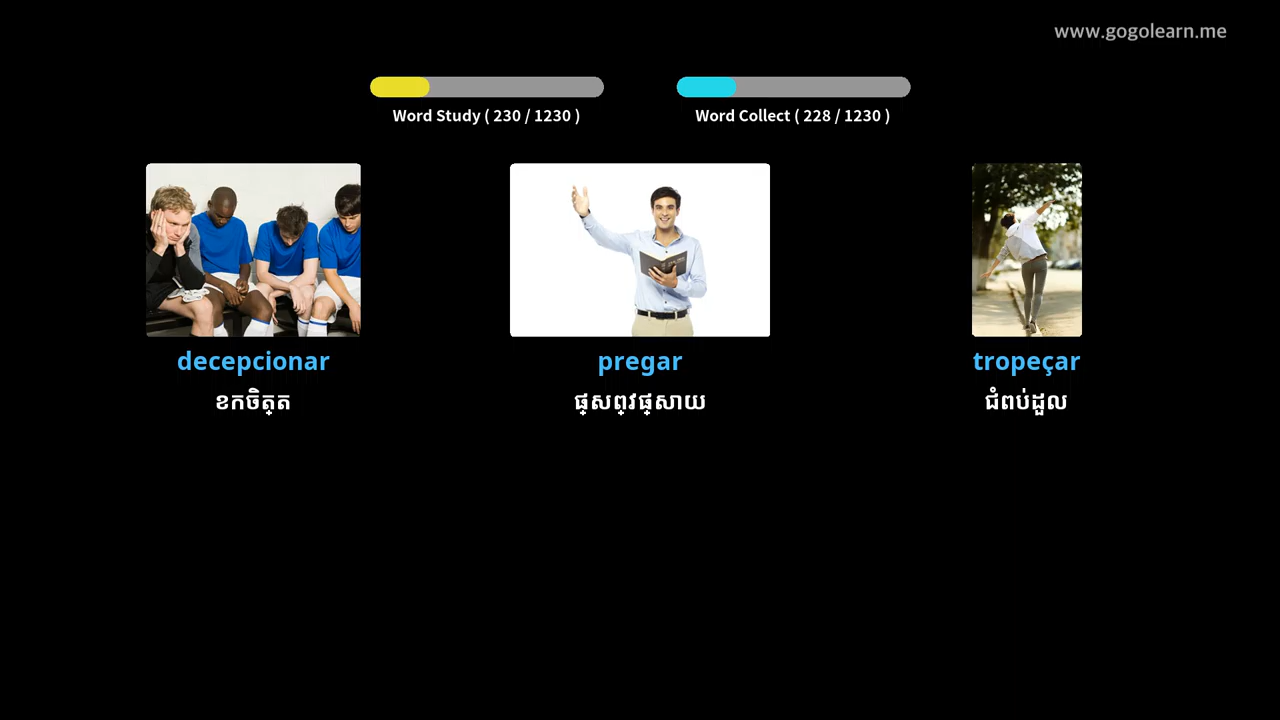 www.gogolearn.me
Word Study ( 230 / 1230 )
Word Collect ( 228 / 1230 )
decepcionar
pregar
tropeçar
ខកចិត្ត
ផ្សព្វផ្សាយ
ជំពប់ដួល